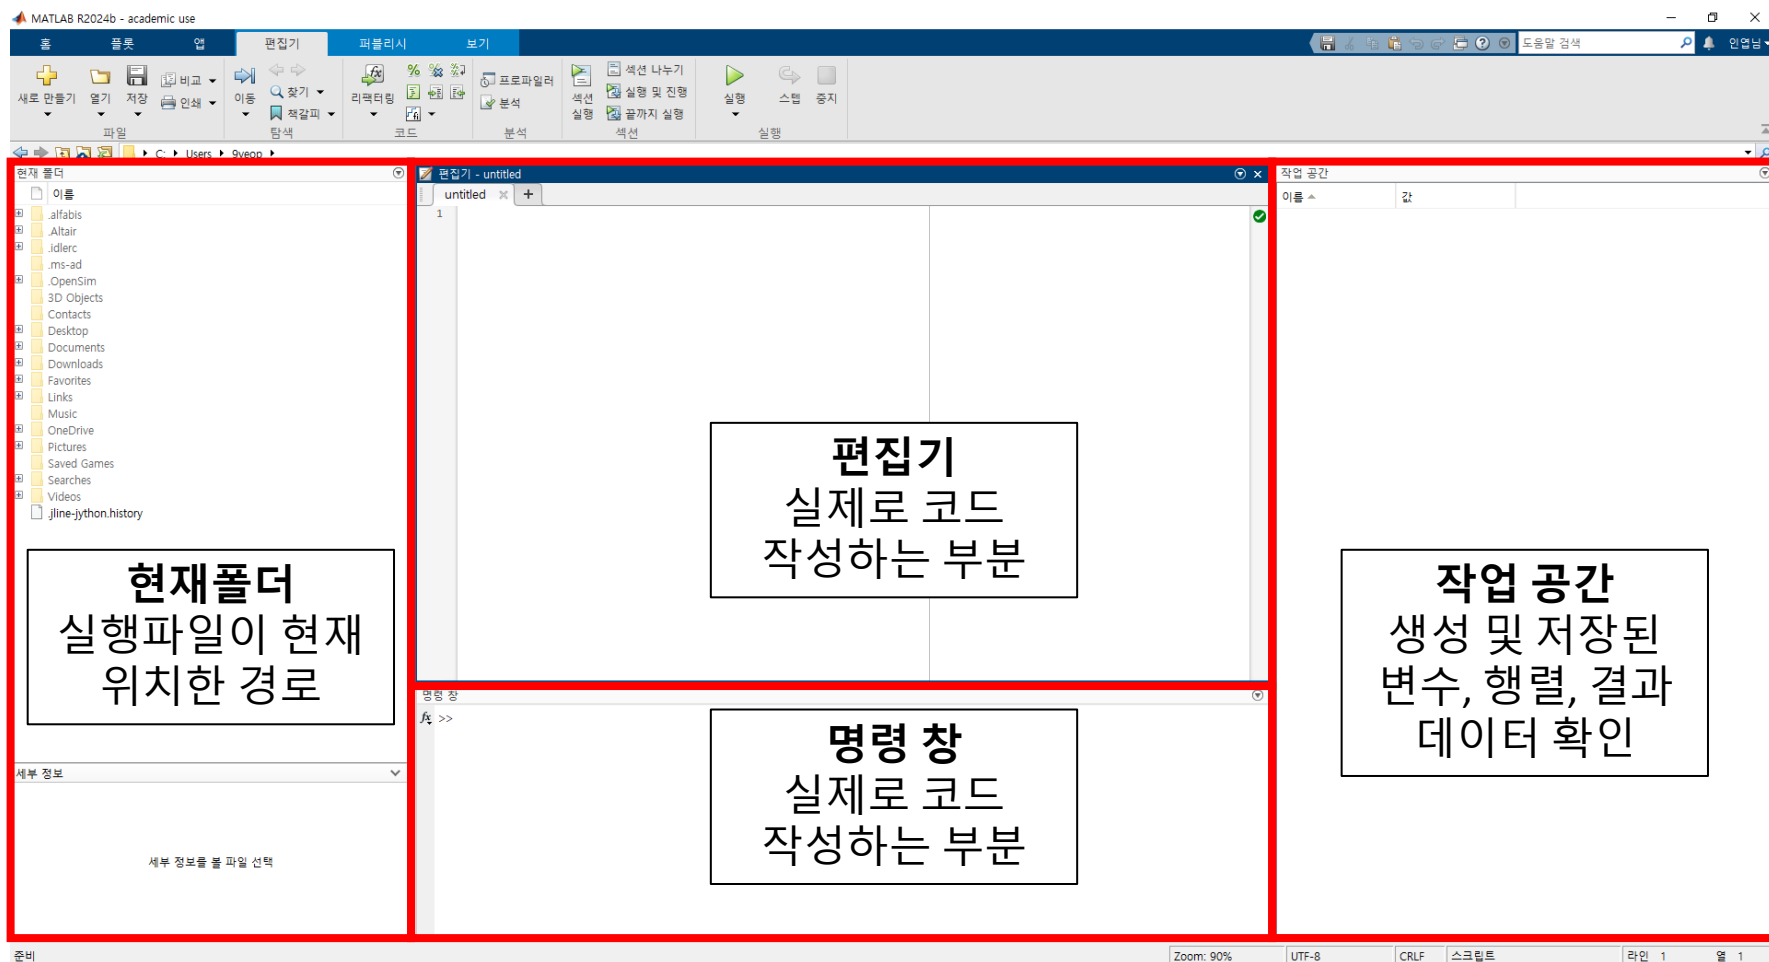 MATLAB R2024b - academic use
홈 플롯 앱 편집기 퍼블리시 보기 도움말 검색 인엽님
새로 만들기 열기 저장 비교 인쇄 이동 찾기 책갈피 리팩터링 프로파일러 분석 섹션 실행 섹션 나누기 실행 및 진행 끝까지 실행 실행 스텝 중지
파일 탐색 코드 분석 섹션 실행
C: Users 9yeop
현재 폴더
이름
.alfabis
.Altair
.idlerc
.ms-ad
.OpenSim
3D Objects
Contacts
Desktop
Documents
Downloads
Favorites
Links
Music
OneDrive
Pictures
Saved Games
Searches
Videos
.jline-jython.history
현재폴더
실행파일이 현재
위치한 경로
세부 정보
세부 정보를 볼 파일 선택
편집기 - untitled
untitled
1
편집기
실제로 코드
작성하는 부분
명령 창
fx >>
명령 창
실제로 코드
작성하는 부분
작업 공간
이름 값
작업 공간
생성 및 저장된
변수, 행렬, 결과
데이터 확인
준비 Zoom: 90% UTF-8 CRLF 스크립트 라인 1 열 1